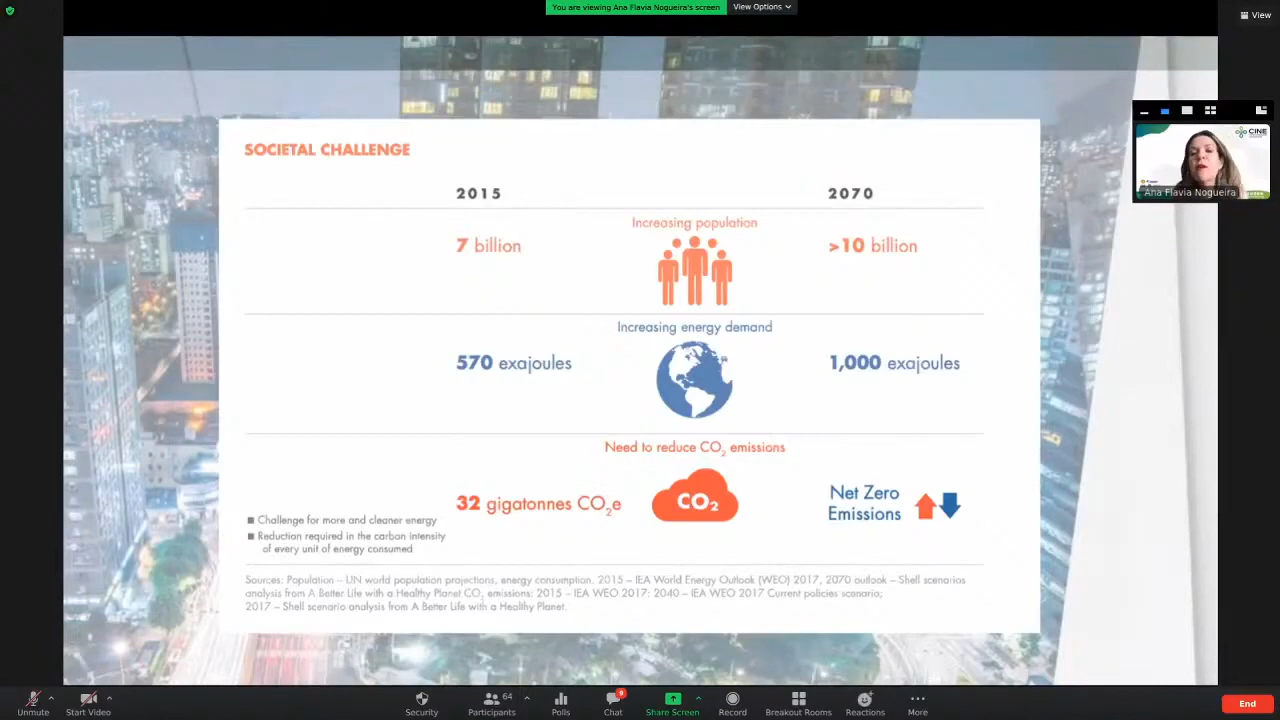 You are viewing Ana Flavia Nogueira's screen
View Options
View
SOCIETAL CHALLENGE
2015
2070
Increasing population
7 billion
>10 billion
Increasing energy demand
570 exajoules
1,000 exajoules
Need to reduce CO2 emissions
32 gigatonnes CO2e
CO2
Net Zero
Emissions
■ Challenge for more and cleaner energy
■ Reduction required in the carbon intensity
of every unit of energy consumed
Sources: Population – UN world population projections, energy consumption. 2015 – IEA World Energy Outlook (WEO) 2017, 2070 outlook – Shell scenarios
analysis from A Better Life with a Healthy Planet CO2 emissions: 2015 – IEA WEO 2017: 2040 – IEA WEO 2017 Current policies scenario;
2017 – Shell scenario analysis from A Better Life with a Healthy Planet.
CINE
Ana Flavia Nogueira
Unmute
Start Video
Security
Participants
64
Polls
Chat
9
Share Screen
Record
Breakout Rooms
Reactions
More
End